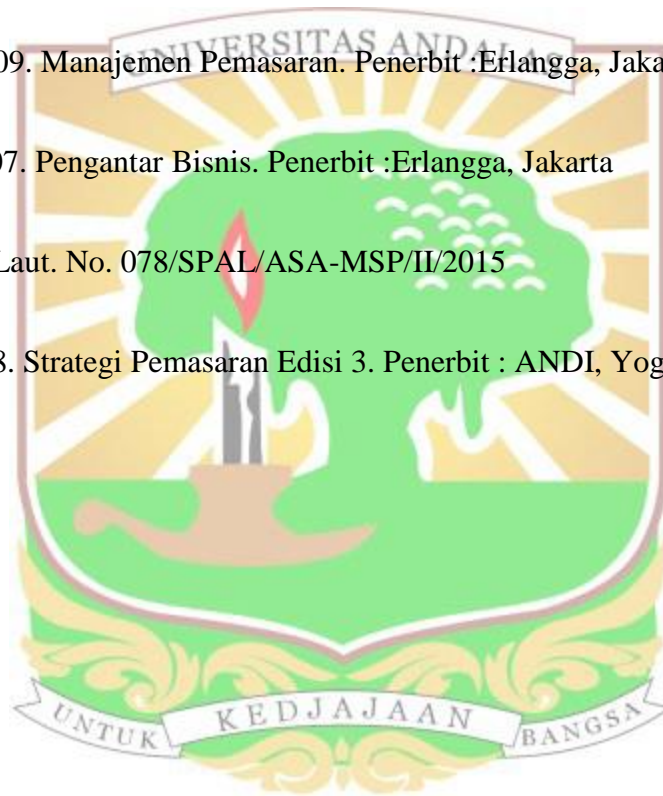 UNIVERSITAS ANDALAS
09. Manajemen Pemasaran. Penerbit :Erlangga, Jaka
07. Pengantar Bisnis. Penerbit :Erlangga, Jakarta
Laut. No. 078/SPAL/ASA-MSP/II/2015
8. Strategi Pemasaran Edisi 3. Penerbit : ANDI, Yog
UNTUK KEDJAJAAN BANGSA